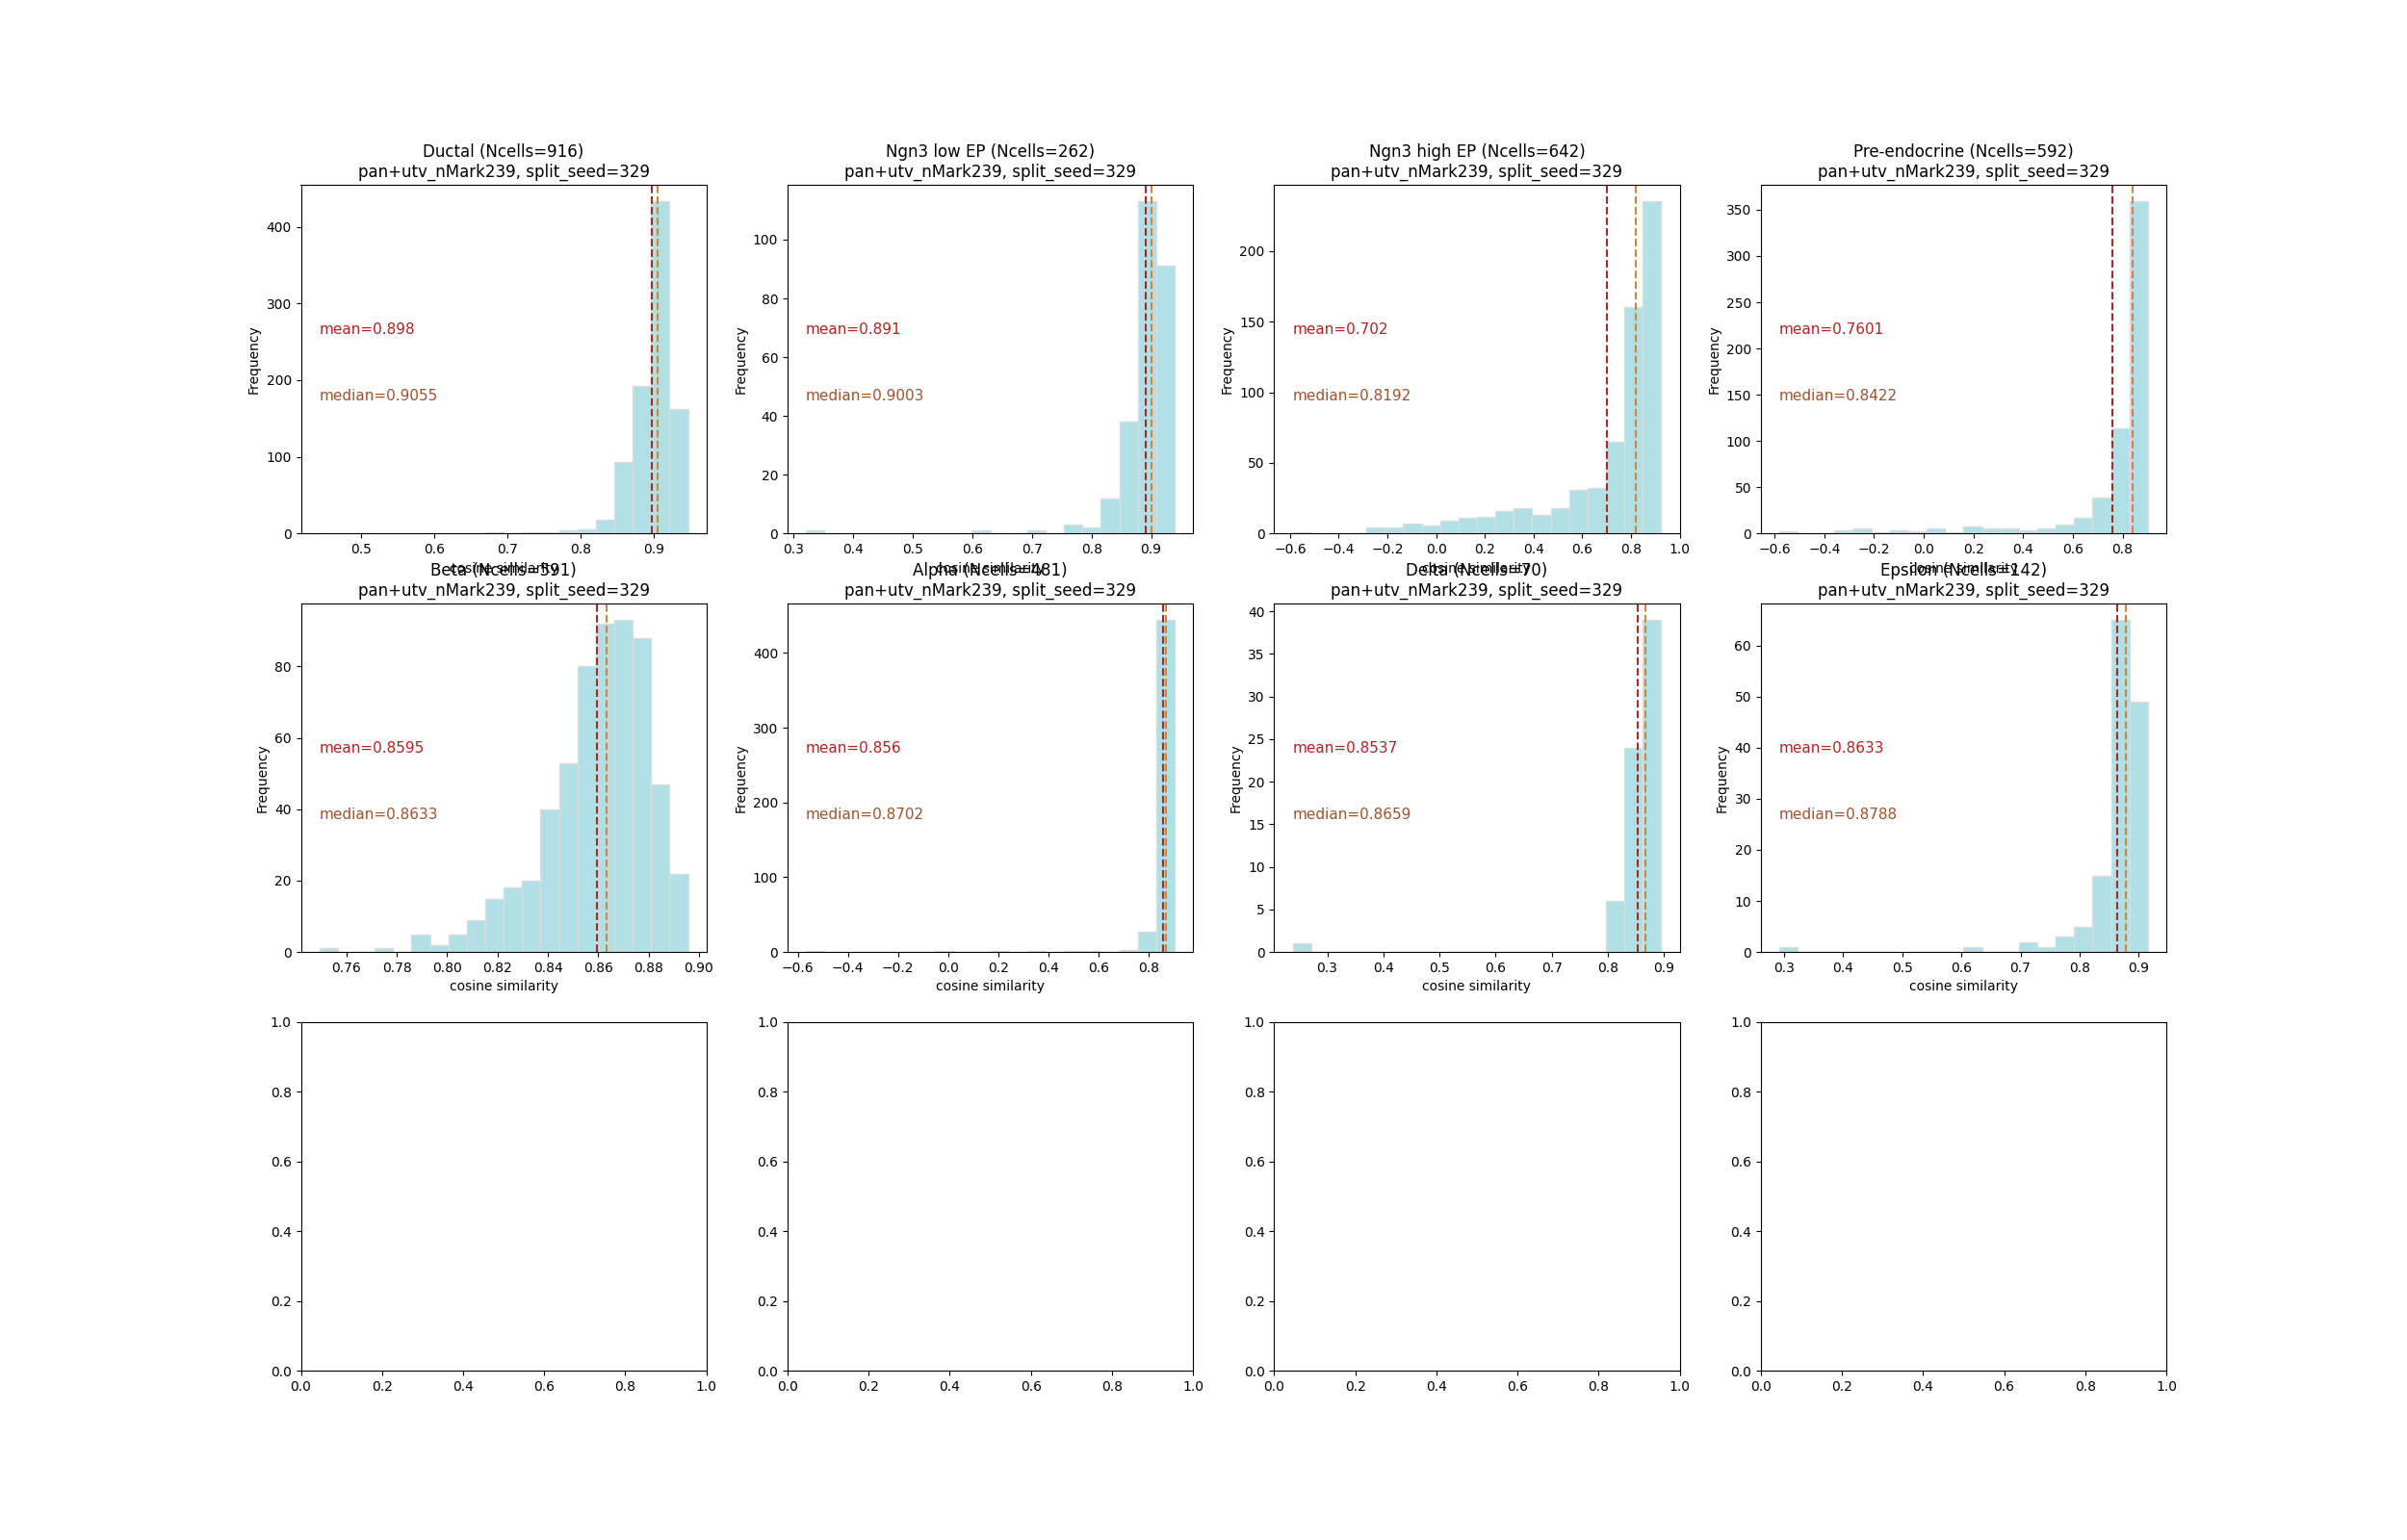 Ductal (Ncells=916)
pan+utv_nMark239, split_seed=329
Frequency
400
300
200
100
0
mean=0.898
median=0.9055
0.5 0.6 0.7 0.8 0.9
cosine similarity
Ngn3 low EP (Ncells=262)
pan+utv_nMark239, split_seed=329
Frequency
100
80
60
40
20
0
mean=0.891
median=0.9003
0.3 0.4 0.5 0.6 0.7 0.8 0.9
cosine similarity
Ngn3 high EP (Ncells=642)
pan+utv_nMark239, split_seed=329
Frequency
200
150
100
50
0
mean=0.702
median=0.8192
−0.6 −0.4 −0.2 0.0 0.2 0.4 0.6 0.8 1.0
cosine similarity
Pre-endocrine (Ncells=592)
pan+utv_nMark239, split_seed=329
Frequency
350
300
250
200
150
100
50
0
mean=0.7601
median=0.8422
−0.6 −0.4 −0.2 0.0 0.2 0.4 0.6 0.8
cosine similarity
Beta (Ncells=591)
pan+utv_nMark239, split_seed=329
Frequency
80
60
40
20
0
mean=0.8595
median=0.8633
0.76 0.78 0.80 0.82 0.84 0.86 0.88 0.90
cosine similarity
Alpha (Ncells=481)
pan+utv_nMark239, split_seed=329
Frequency
400
300
200
100
0
mean=0.856
median=0.8702
−0.6 −0.4 −0.2 0.0 0.2 0.4 0.6 0.8
cosine similarity
Delta (Ncells=70)
pan+utv_nMark239, split_seed=329
Frequency
40
35
30
25
20
15
10
5
0
mean=0.8537
median=0.8659
0.3 0.4 0.5 0.6 0.7 0.8 0.9
cosine similarity
Epsilon (Ncells=142)
pan+utv_nMark239, split_seed=329
Frequency
60
50
40
30
20
10
0
mean=0.8633
median=0.8788
0.3 0.4 0.5 0.6 0.7 0.8 0.9
cosine similarity
1.0
0.8
0.6
0.4
0.2
0.0
0.0 0.2 0.4 0.6 0.8 1.0
1.0
0.8
0.6
0.4
0.2
0.0
0.0 0.2 0.4 0.6 0.8 1.0
1.0
0.8
0.6
0.4
0.2
0.0
0.0 0.2 0.4 0.6 0.8 1.0
1.0
0.8
0.6
0.4
0.2
0.0
0.0 0.2 0.4 0.6 0.8 1.0